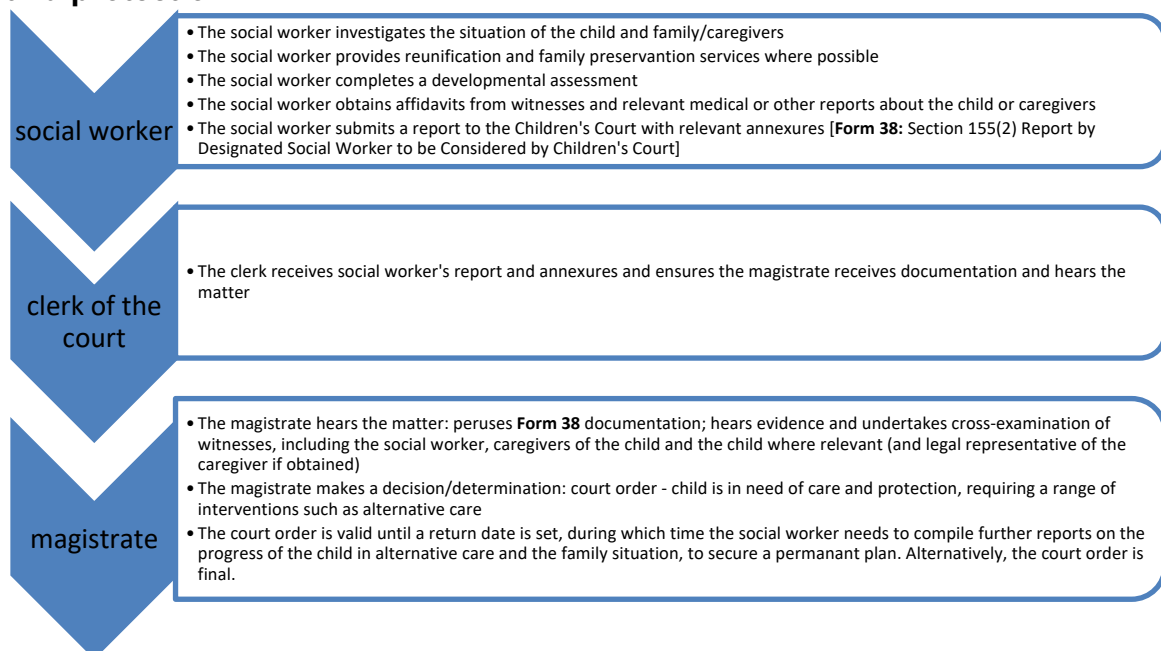 • The social worker investigates the situation of the child and family/caregivers
• The social worker provides reunification and family preservantion services where possible
• The social worker completes a developmental assessment
• The social worker obtains affidavits from witnesses and relevant medical or other reports about the child or caregivers
social worker
• The social worker submits a report to the Children's Court with relevant annexures [Form 38: Section 155(2) Report by
Designated Social Worker to be Considered by Children's Court]
• The clerk receives social worker's report and annexures and ensures the magistrate receives documentation and hears the
matter
clerk of the
court
• The magistrate hears the matter: peruses Form 38 documentation; hears evidence and undertakes cross-examination of
witnesses, including the social worker, caregivers of the child and the child where relevant (and legal representative of the
caregiver if obtained)
• The magistrate makes a decision/determination: court order - child is in need of care and protection, requiring a range of
interventions such as alternative care
magistrate
• The court order is valid until a return date is set, during which time the social worker needs to compile further reports on the
progress of the child in alternative care and the family situation, to secure a permanant plan. Alternatively, the court order is
final.